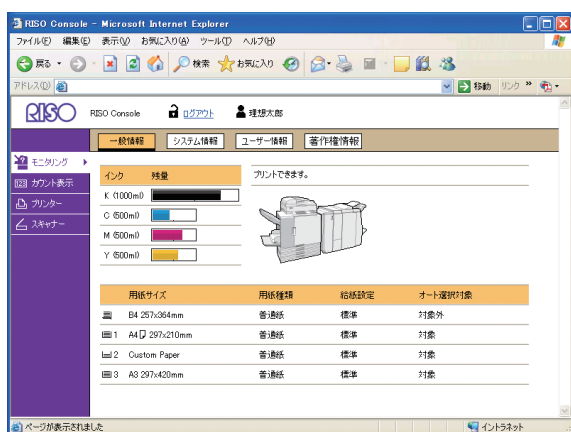 RISO Console - Microsoft Internet Explorer
ファイル(F) 編集(E) 表示(V) お気に入り(A) ツール(T) ヘルプ(H)
戻る 検索 お気に入り
アドレス(D) 移動 リンク »
RISO RISO Console ログアウト 理想太郎
一般情報 システム情報 ユーザー情報 著作権情報
モニタリング
カウント表示
プリンター
スキャナー
インク 残量
K (1000ml)
C (500ml)
M (500ml)
Y (500ml)
プリントできます。
用紙サイズ 用紙種類 給紙設定 オート選択対象
B4 257x364mm 普通紙 標準 対象外
1 A4 297x210mm 普通紙 標準 対象
2 Custom Paper 普通紙 標準 対象
3 A3 297x420mm 普通紙 標準 対象
ページが表示されました イントラネット